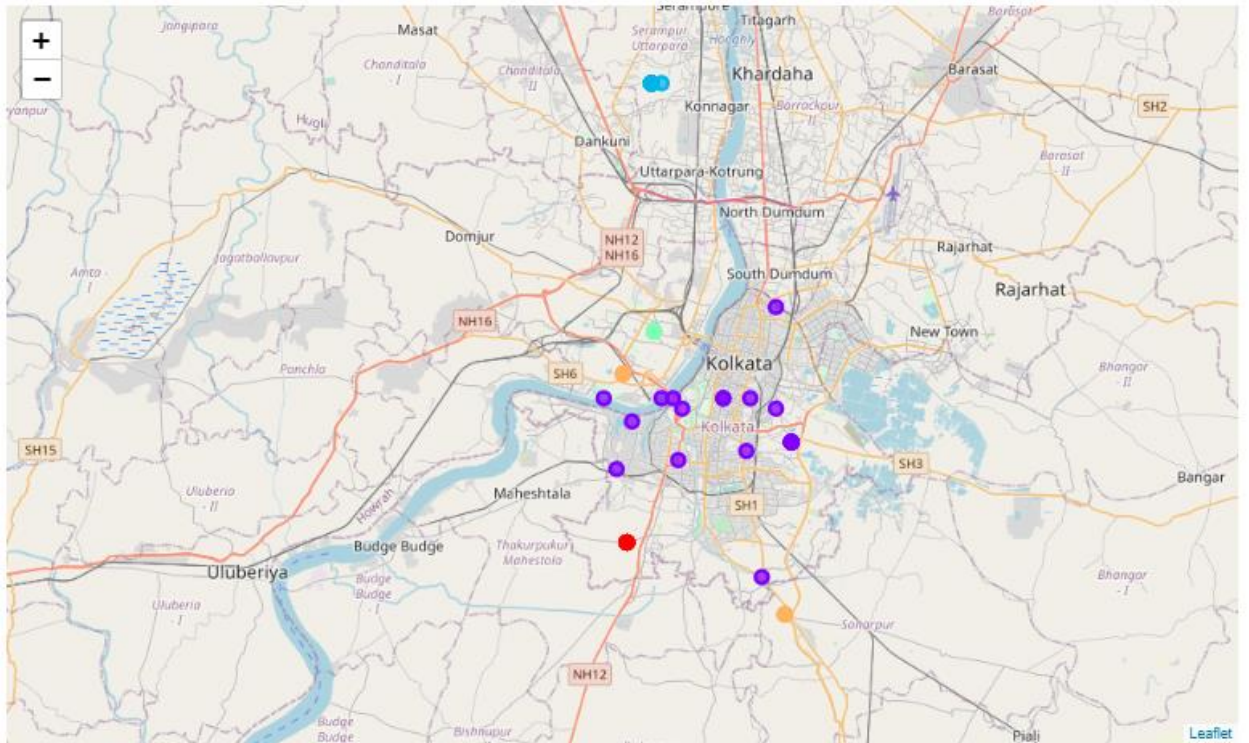 +
−
Jangipara
Masat
Serampore
Titagarh
Barasat
Serampur
Uttarpara
Hooghly
Chanditala
- I
Chanditala
II
Khardaha
Barasat
Konnagar
Barrackpur
II
SH2
Hugli
Dankuni
Uttarpara-Kotrung
Barasat
II
North Dumdum
Domjur
NH12
NH16
Rajarhat
Jagatballavpur
Amta -
I
South Dumdum
Rajarhat
NH16
New Town
Kolkata
Panchla
SH6
Bhangar
- II
Kolkata
SH15
SH3
Bangar
Uluberia
- II
Maheshtala
Howrah
SH1
Budge Budge
Thakurpukur
Mahestola
Uluberiya
Budge
Budge
- I
Bhangar
- I
Uluberia
- I
Sonarpur
NH12
Budge
Budge
Bishnupur
Piali
Leaflet